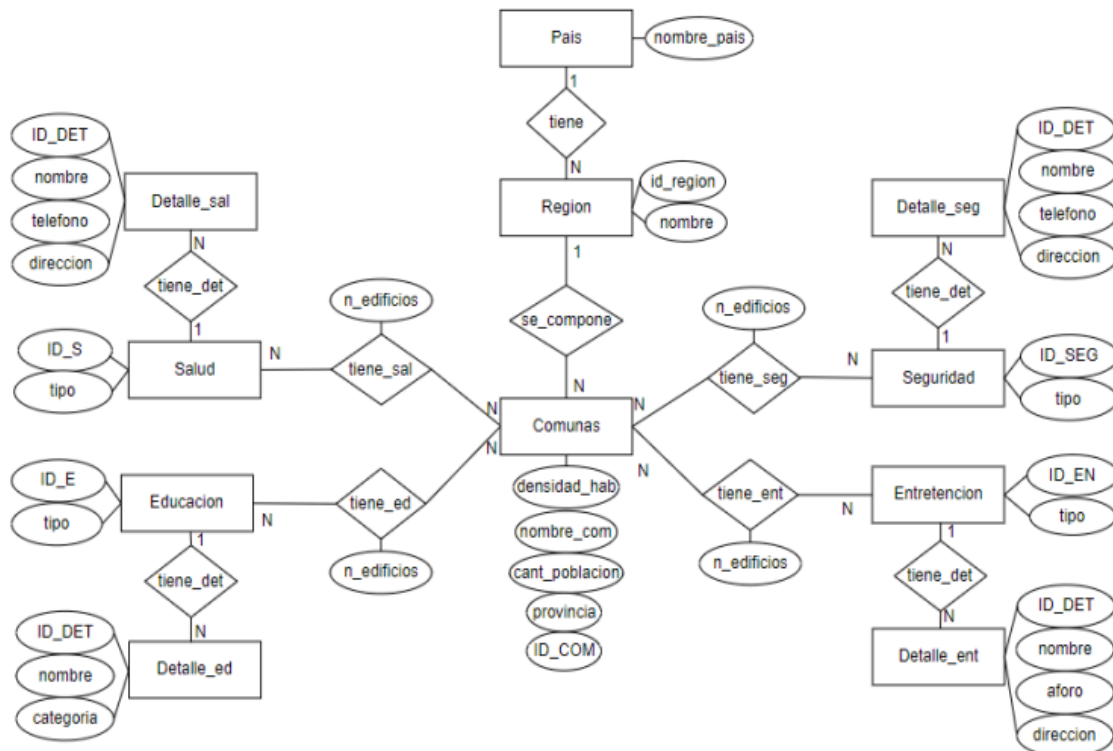 Pais
nombre_pais
1
tiene
N
Region
id_region
nombre
1
se_compone
N
Comunas
densidad_hab
nombre_com
cant_poblacion
provincia
ID_COM
ID_DET
nombre
telefono
direccion
Detalle_sal
N
tiene_det
1
ID_S
tipo
Salud
N
n_edificios
tiene_sal
N
ID_E
tipo
Educacion
N
tiene_ed
n_edificios
N
1
tiene_det
N
ID_DET
nombre
categoria
Detalle_ed
Detalle_seg
ID_DET
nombre
telefono
direccion
N
tiene_det
1
n_edificios
tiene_seg
N
N
Seguridad
ID_SEG
tipo
N
tiene_ent
n_edificios
N
Entretencion
ID_EN
tipo
1
tiene_det
N
Detalle_ent
ID_DET
nombre
aforo
direccion